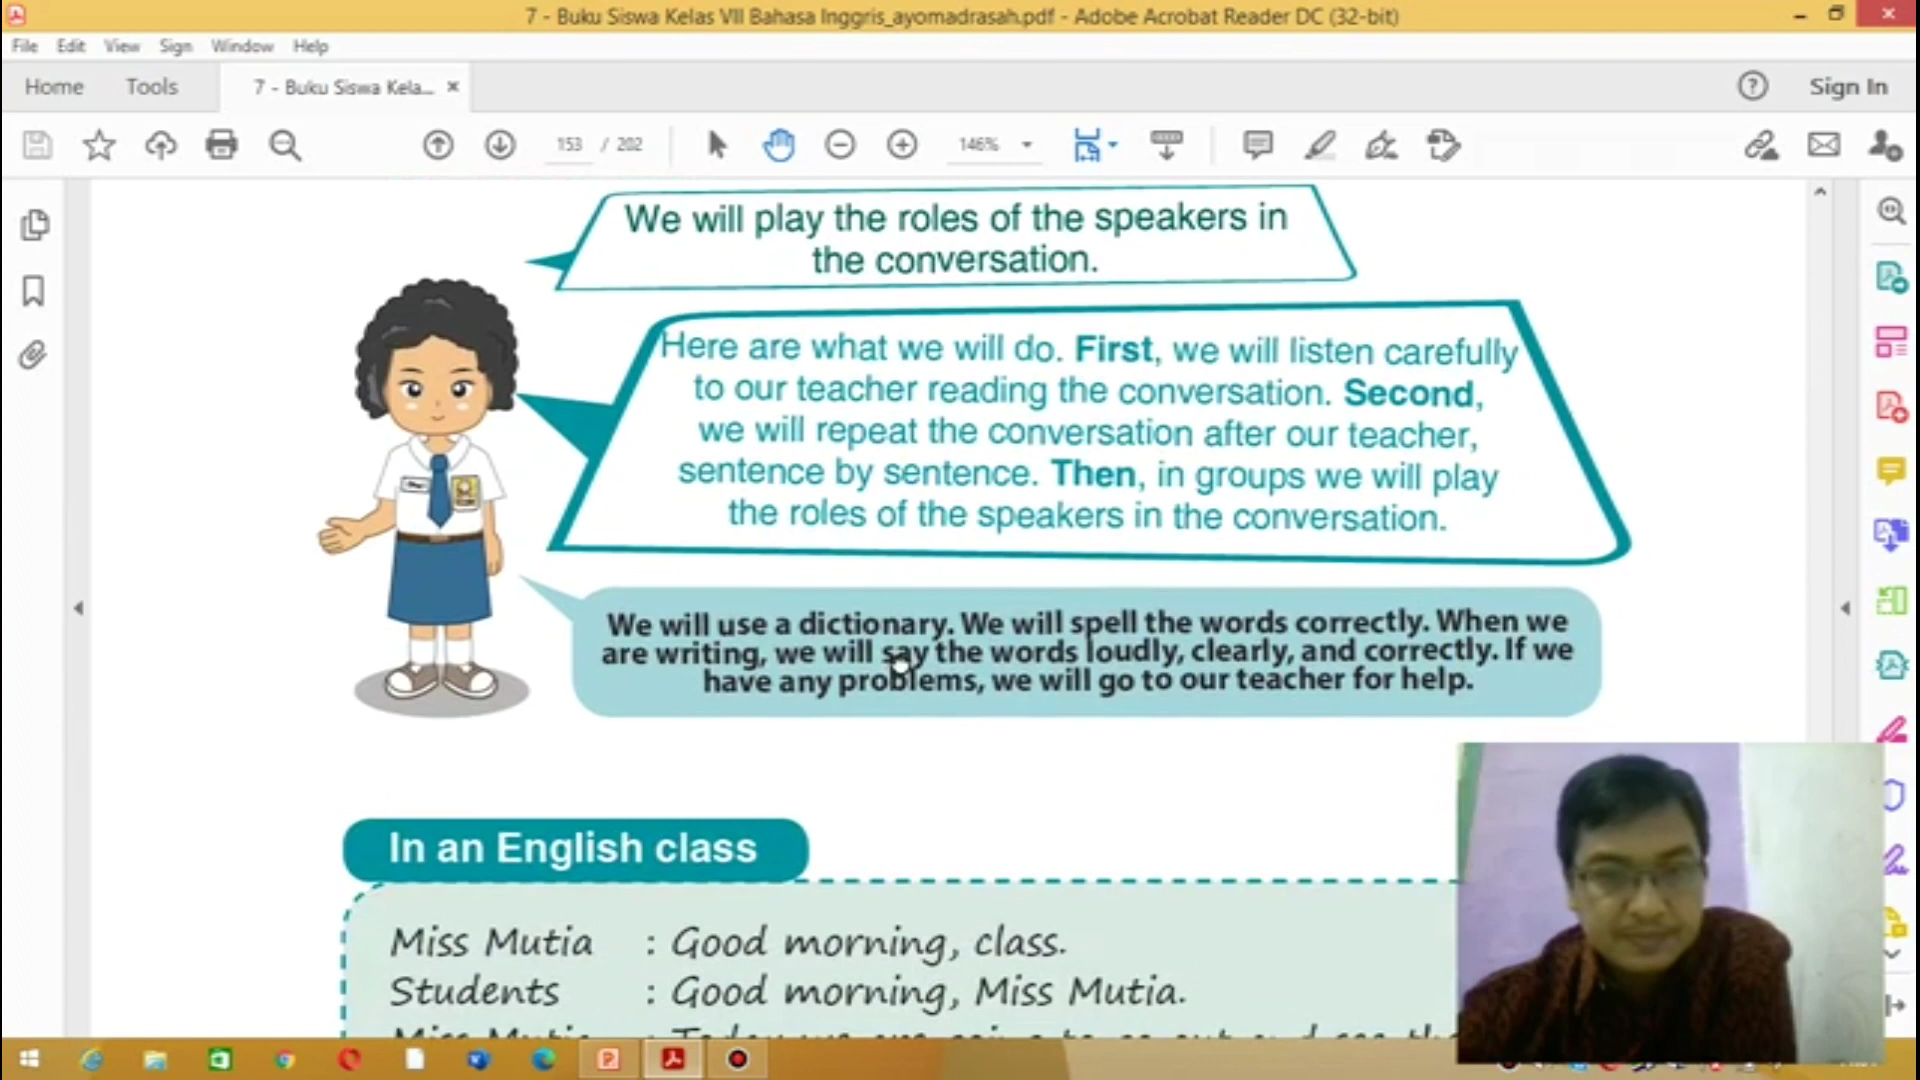 7 - Buku Siswa Kelas VII Bahasa Inggris_ayomadrasah.pdf - Adobe Acrobat Reader DC (32-bit)
File Edit View Sign Window Help
Home Tools 7 - Buku Siswa Kela... × Sign In
153 / 202 146%
We will play the roles of the speakers in
the conversation.
Here are what we will do. First, we will listen carefully
to our teacher reading the conversation. Second,
we will repeat the conversation after our teacher,
sentence by sentence. Then, in groups we will play
the roles of the speakers in the conversation.
We will use a dictionary. We will spell the words correctly. When we
are writing, we will say the words loudly, clearly, and correctly. If we
have any problems, we will go to our teacher for help.
In an English class
Miss Mutia : Good morning, class.
Students : Good morning, Miss Mutia.